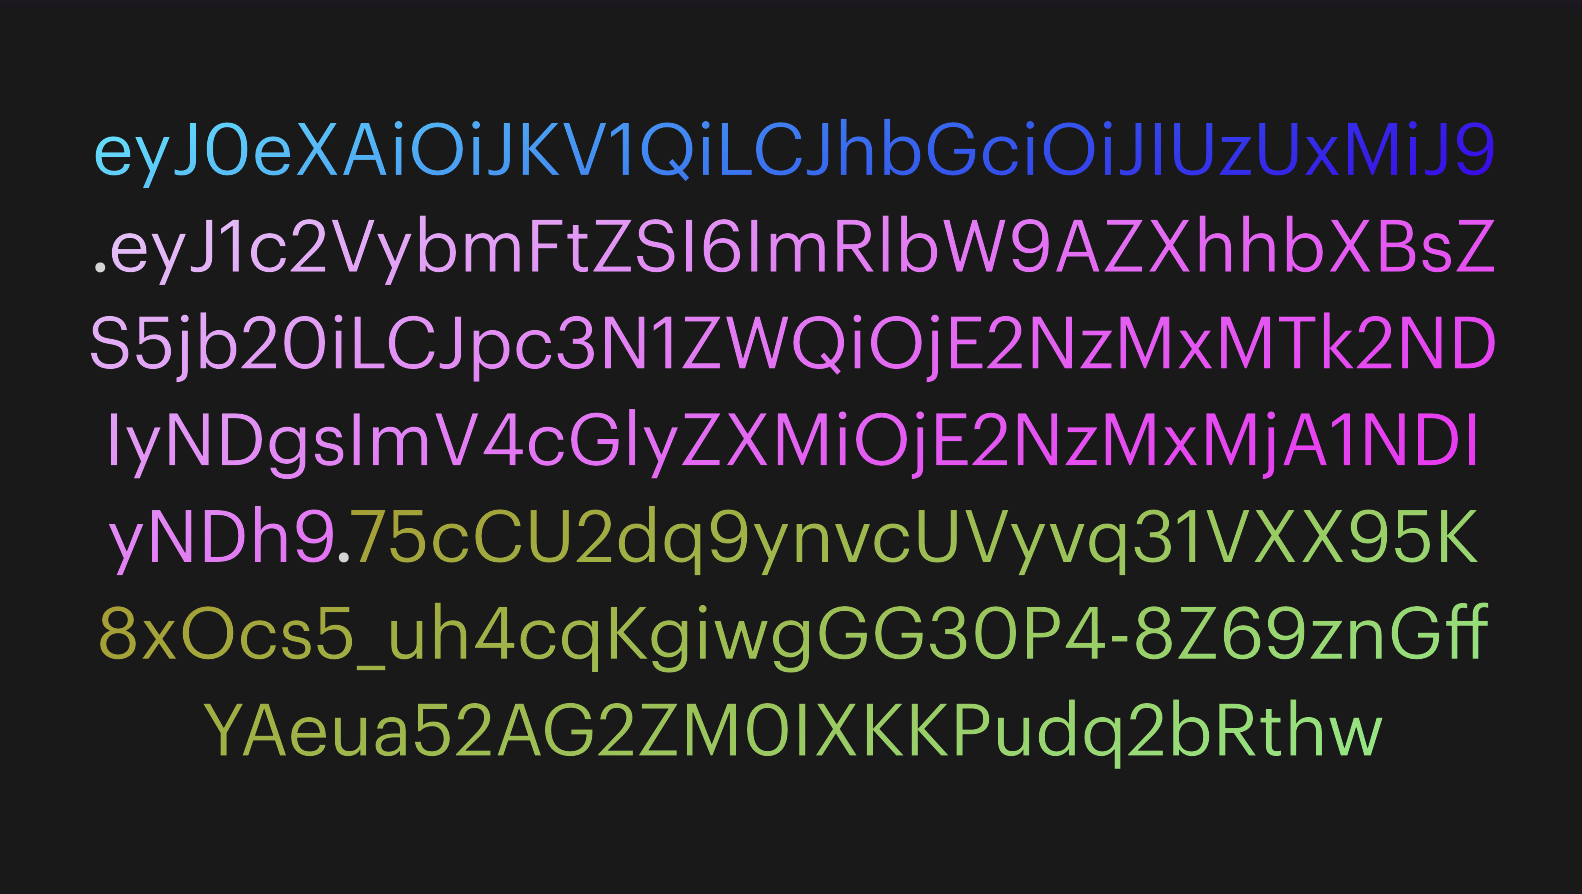 eyJ0eXAiOiJKV1QiLCJhbGciOiJIUzUxMiJ9
.eyJ1c2VybmFtZSI6ImRlbW9AZXhhbXBsZ
S5jb20iLCJpc3N1ZWQiOjE2NzMxMTk2ND
IyNDgsImV4cGlyZXMiOjE2NzMxMjA1NDI
yNDh9.75cCU2dq9ynvcUVyvq31VXX95K
8xOcs5_uh4cqKgiwgGG30P4-8Z69znGff
YAeua52AG2ZM0IXKKPudq2bRthw